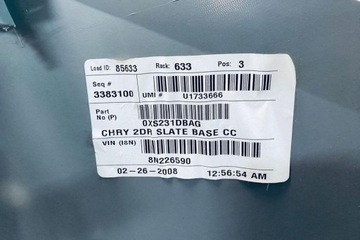 Load ID: 85633 Rack: 633 Pos: 3
Seq # 3383100 UMI # U1733666
Part No (P) 0XS231DBAG
CHRY 2DR SLATE BASE CC
VIN (I8N) 8N226590
02-26-2008 12:56:54 AM